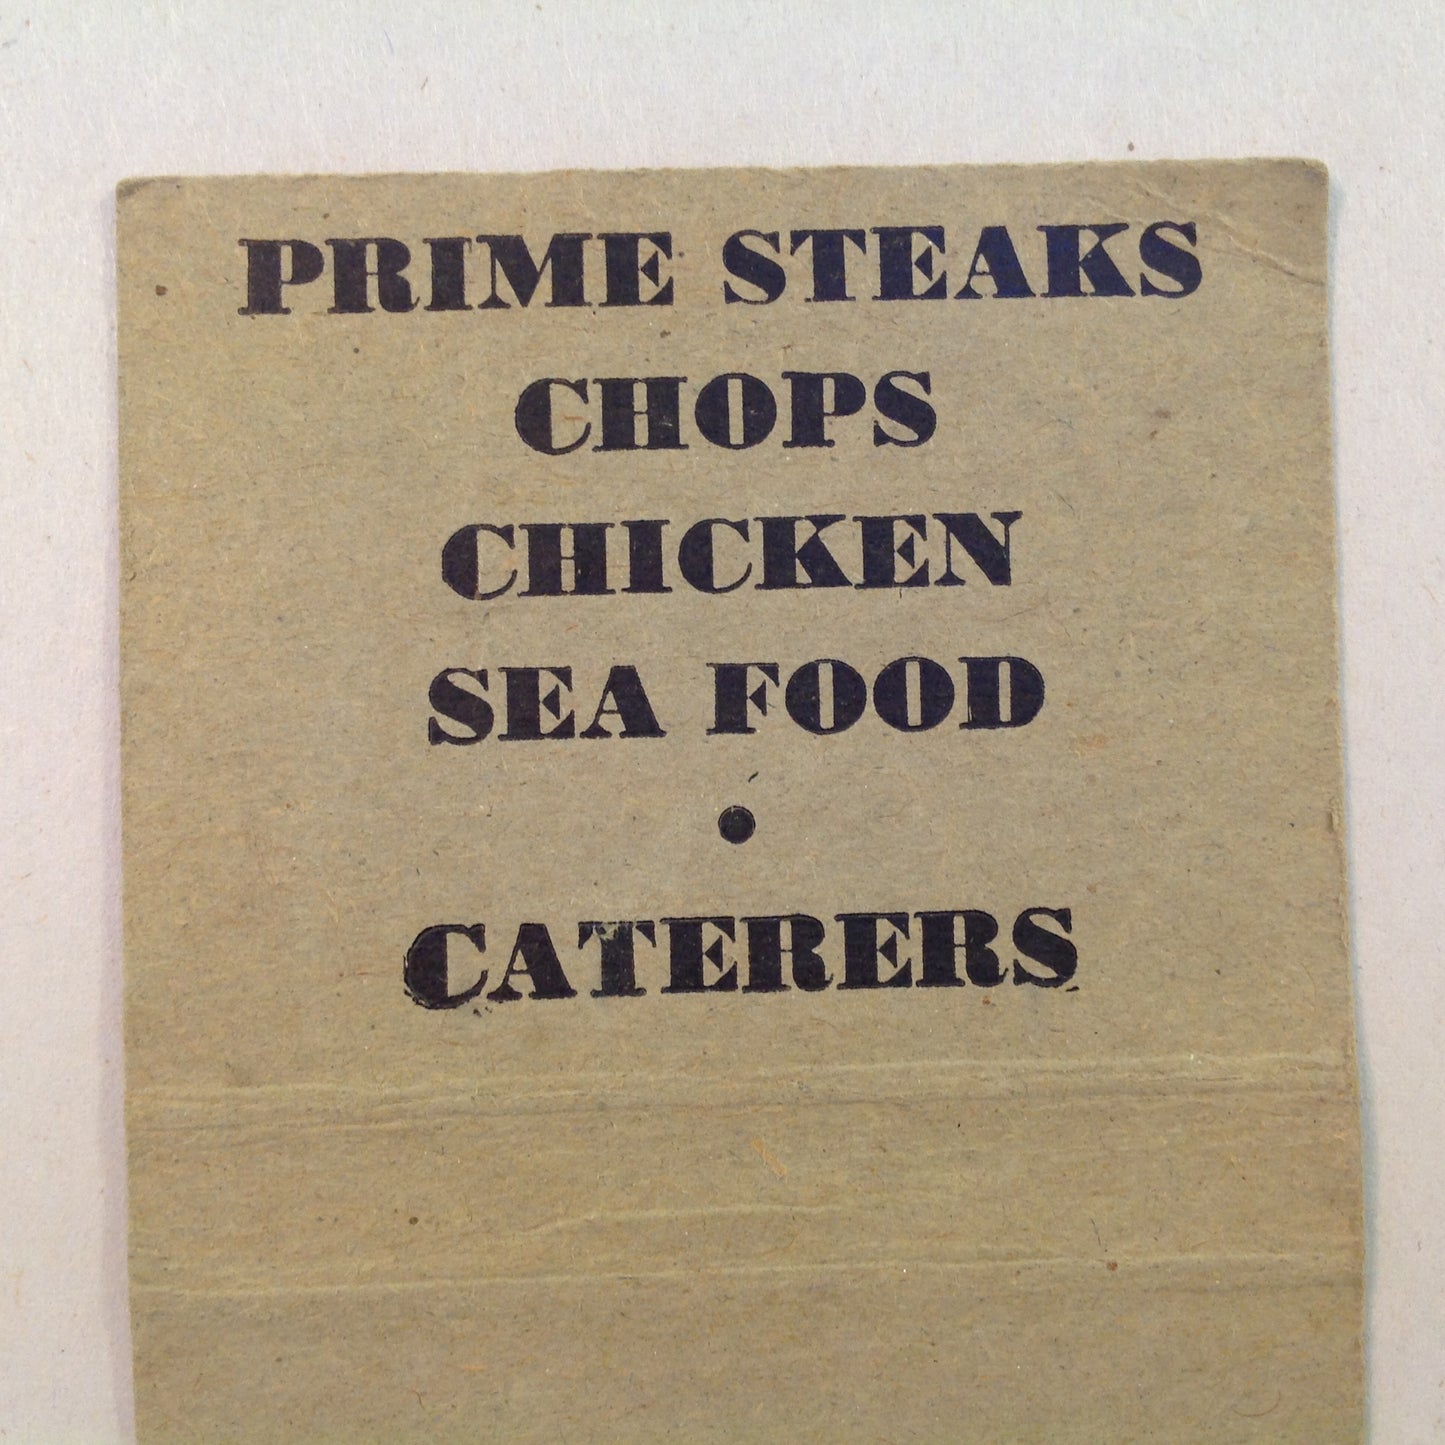 PRIME STEAKS
CHOPS
CHICKEN
SEA FOOD
•
CATERERS